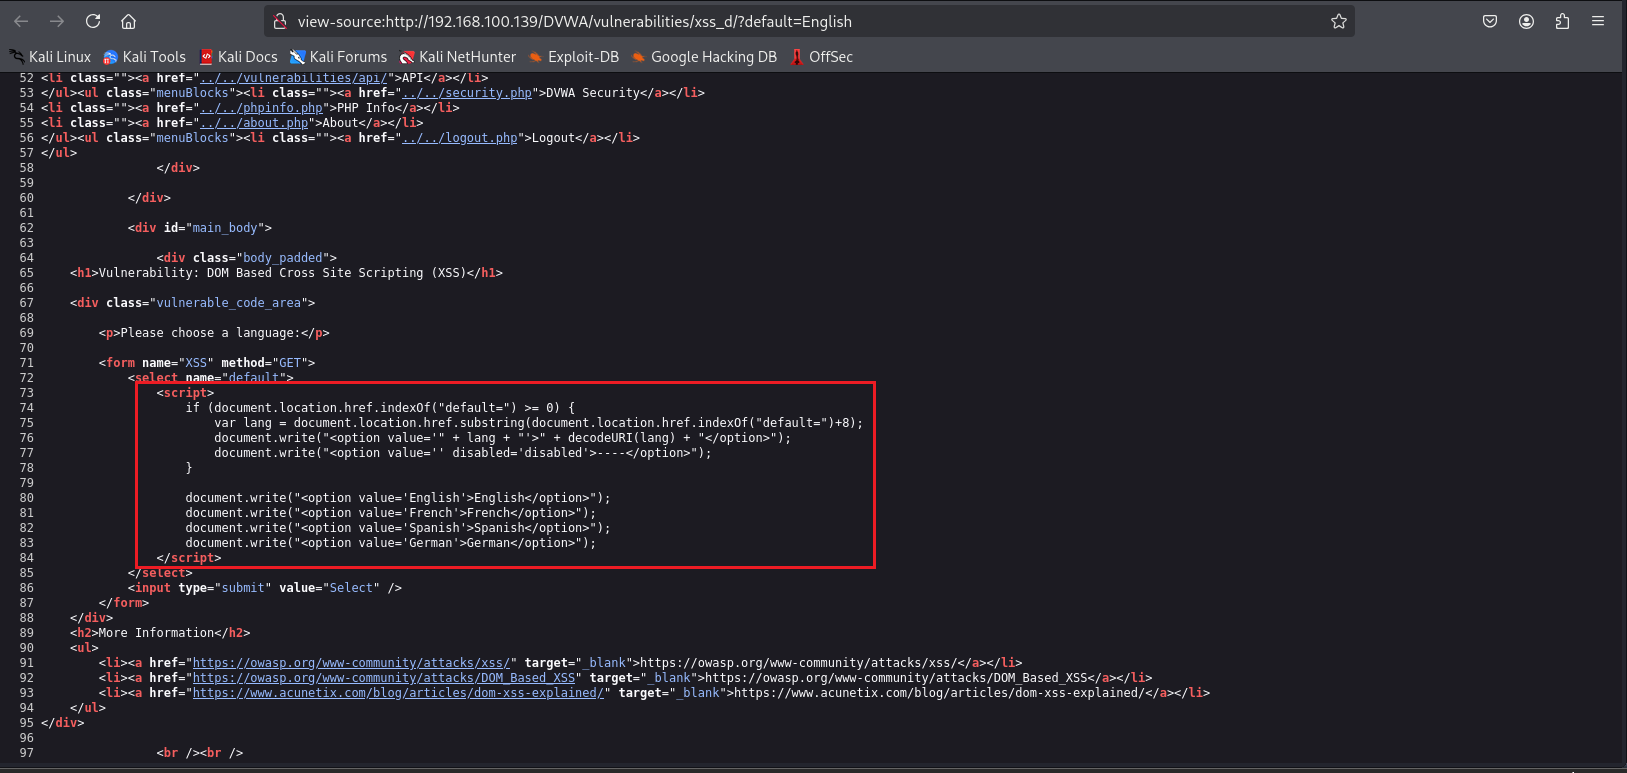 view-source:http://192.168.100.139/DVWA/vulnerabilities/xss_d/?default=English
Kali Linux Kali Tools Kali Docs Kali Forums Kali NetHunter Exploit-DB Google Hacking DB OffSec
52 <li class=""><a href="../../vulnerabilities/api/">API</a></li>
53 </ul><ul class="menuBlocks"><li class=""><a href="../../security.php">DVWA Security</a></li>
54 <li class=""><a href="../../phpinfo.php">PHP Info</a></li>
55 <li class=""><a href="../../about.php">About</a></li>
56 </ul><ul class="menuBlocks"><li class=""><a href="../../logout.php">Logout</a></li>
57 </ul>
58 </div>
59
60 </div>
61
62 <div id="main_body">
63
64 <div class="body_padded">
65 <h1>Vulnerability: DOM Based Cross Site Scripting (XSS)</h1>
66
67 <div class="vulnerable_code_area">
68
69 <p>Please choose a language:</p>
70
71 <form name="XSS" method="GET">
72 <select name="default">
73 <script>
74 if (document.location.href.indexOf("default=") >= 0) {
75 var lang = document.location.href.substring(document.location.href.indexOf("default=")+8);
76 document.write("<option value='" + lang + "'>" + decodeURI(lang) + "</option>");
77 document.write("<option value='' disabled='disabled'>----</option>");
78 }
79
80 document.write("<option value='English'>English</option>");
81 document.write("<option value='French'>French</option>");
82 document.write("<option value='Spanish'>Spanish</option>");
83 document.write("<option value='German'>German</option>");
84 </script>
85 </select>
86 <input type="submit" value="Select" />
87 </form>
88 </div>
89 <h2>More Information</h2>
90 <ul>
91 <li><a href="https://owasp.org/www-community/attacks/xss/" target="_blank">https://owasp.org/www-community/attacks/xss/</a></li>
92 <li><a href="https://owasp.org/www-community/attacks/DOM_Based_XSS" target="_blank">https://owasp.org/www-community/attacks/DOM_Based_XSS</a></li>
93 <li><a href="https://www.acunetix.com/blog/articles/dom-xss-explained/" target="_blank">https://www.acunetix.com/blog/articles/dom-xss-explained/</a></li>
94 </ul>
95 </div>
96
97 <br /><br />